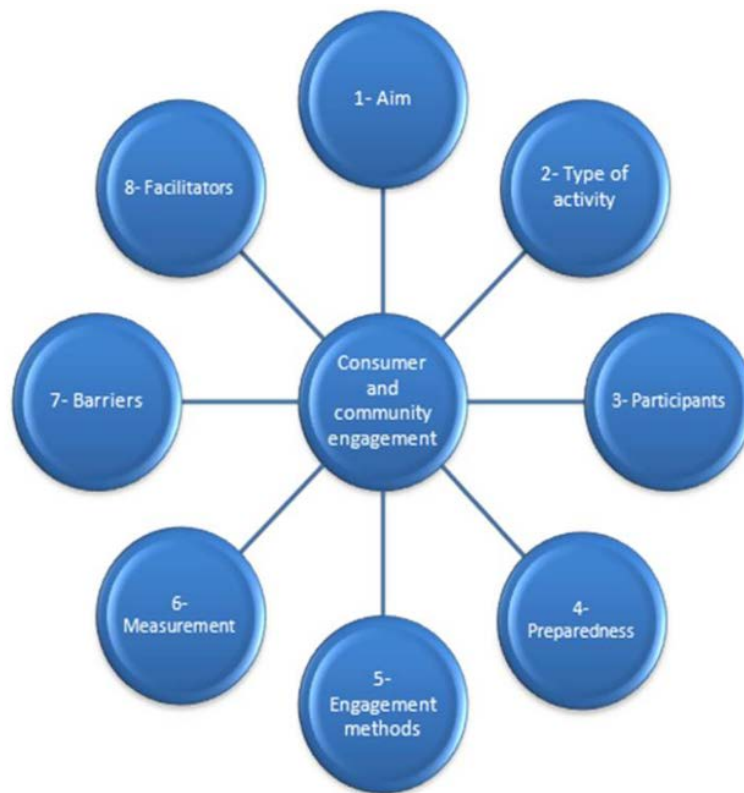 1- Aim
2- Type of
activity
3- Participants
4-
Preparedness
5-
Engagement
methods
6-
Measurement
7- Barriers
8- Facilitators
Consumer
and
community
engagement